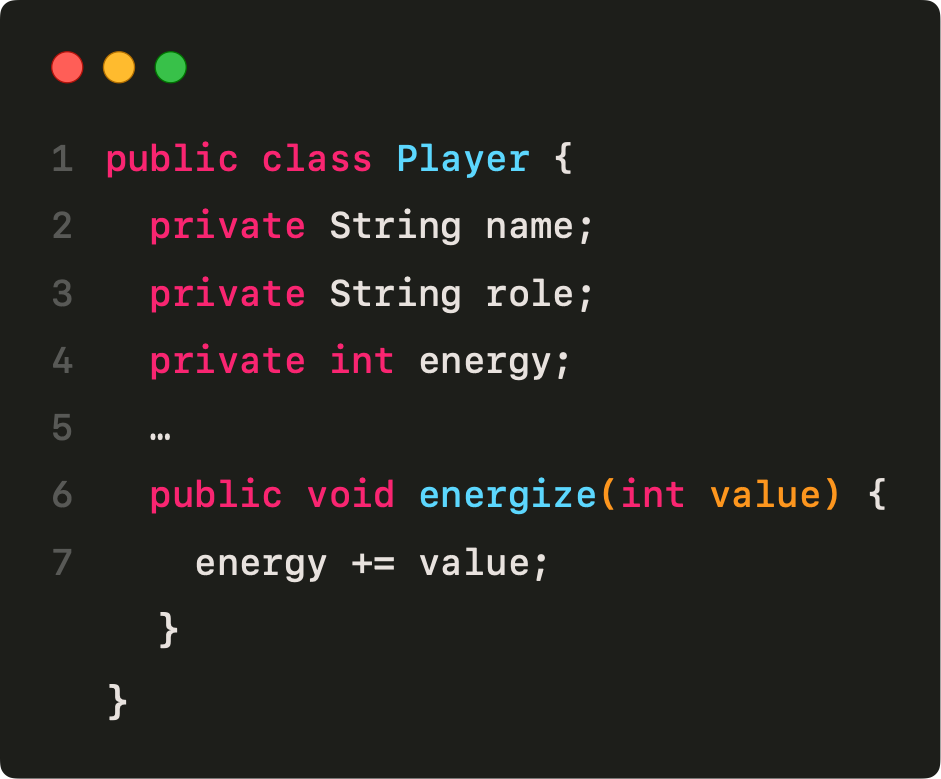 1 public class Player {
2   private String name;
3   private String role;
4   private int energy;
5   …
6   public void energize(int value) {
7     energy += value;
  }
}